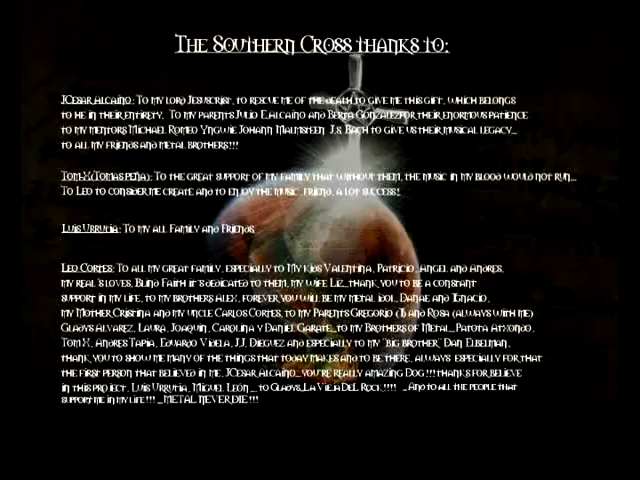 The Southern Cross thanks to:
JCesar Alcaino: To my lord Jesuscrist, to rescue me of the death to give me this gift, which belongs
to he in their entirety. To my parents Julio E.alcaino and Berta Gonzalez for their enormous patience
to my mentors Michael Romeo Yngwie Johann Malmsteen J.s. Bach to give us their musical legacy...
to all my friends and metal brothers!!!
Tom-X(Tomas peña): To the great support of my family that without them, the music in my blood would not run...
To Leo to consider me create and to enjoy the music, friend, a lot success!
Luis Urrutia: To my all Family and Friends.
Leo Cortes: To all my great family, especially to My kids Valentina, Patricio, Angel and Andres,
my real's loves, Blind Faith it's dedicated to them, my wife Liz...thank you to be a constant
support in my life, to my brothers Alex, forever you will be my metal idol, Danae and Ignacio,
my Mother Cristina and my uncle Carlos Cortes, to my Parents Gregorio and Rosa (always with me)
Gladys Alvarez, Laura, Joaquin, Carolina y Daniel Garate... to my Brothers of Metal... Patota
Tom X, Andres Tapia, Eduardo Videla, J.J. Dieguez and especially to my "big brother" Dan Elbelman,
thank you to show me many of the things that today makes and to be there, always especially for that
the first person that believed in me, JCesar alcaino...you're really amazing Dog!!! thanks for believe
in this project, Luis Urrutia, Miguel León ... to Gladys...La Vieja Del Rock!!!! ...And to all the people that
support me in my life!!! ...METAL NEVER DIE!!!